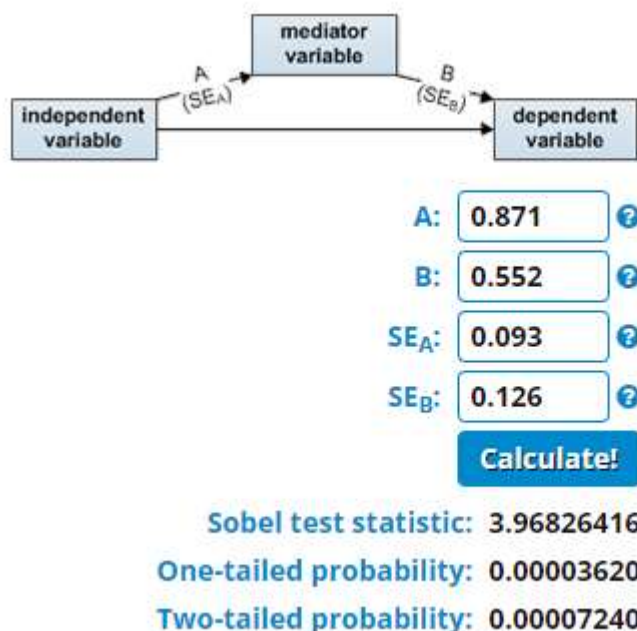 mediator
variable
A
(SEA)
B
(SEB)
independent
variable
dependent
variable
A: 0.871 ?
B: 0.552 ?
SEA: 0.093 ?
SEB: 0.126 ?
Calculate!
Sobel test statistic: 3.96826416
One-tailed probability: 0.00003620
Two-tailed probability: 0.00007240